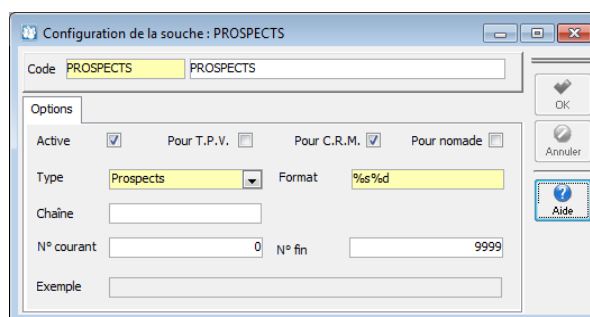 Configuration de la souche : PROSPECTS
Code PROSPECTS PROSPECTS
OK
Options
Annuler
Active Pour T.P.V. Pour C.R.M. Pour nomade
Type Prospects Format %s%d
Aide
Chaîne
N° courant 0 N° fin 9999
Exemple